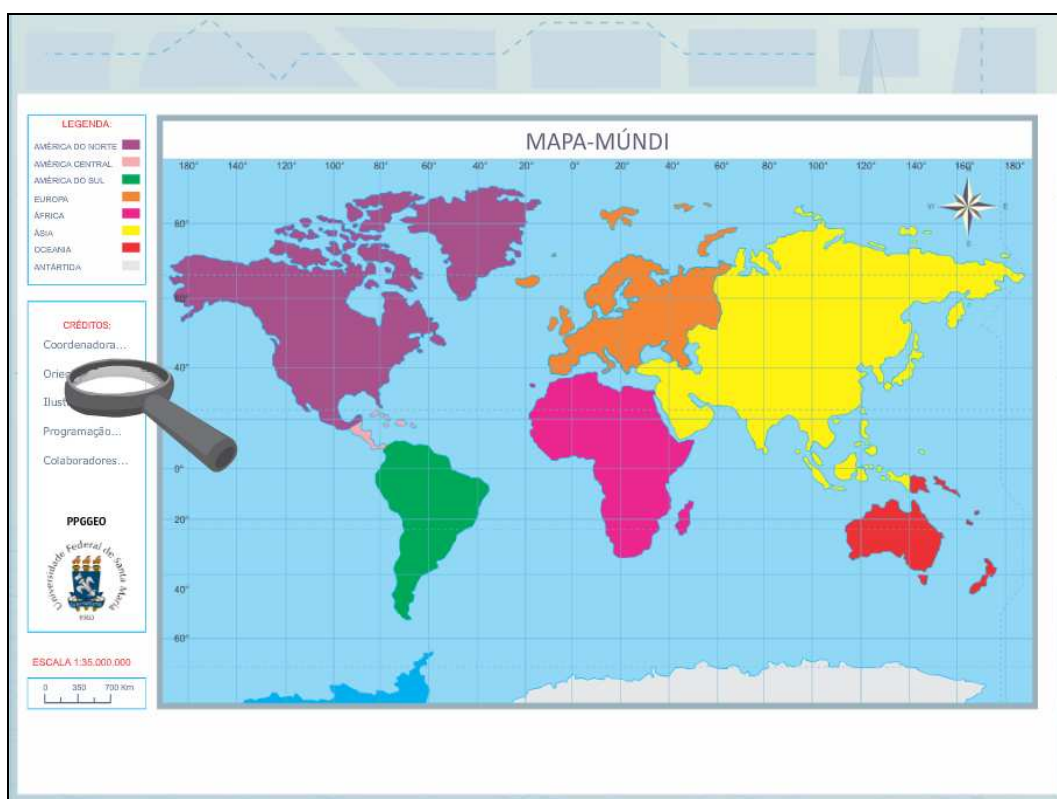 MAPA-MÚNDI
180° 140° 120° 100° 80° 60° 40° 20° 0° 20° 40° 60° 80° 100° 120° 140° 160° 180°
80°
60°
40°
20°
0°
20°
40°
60°
W E
S
LEGENDA:
AMÉRICA DO NORTE
AMÉRICA CENTRAL
AMÉRICA DO SUL
EUROPA
ÁFRICA
ÁSIA
OCEANIA
ANTÁRTIDA
CRÉDITOS:
Coordenadora...
Programação...
Colaboradores...
PPGGEO
Universidade Federal de Santa Maria
1960
ESCALA 1:35.000.000
0 350 700 Km